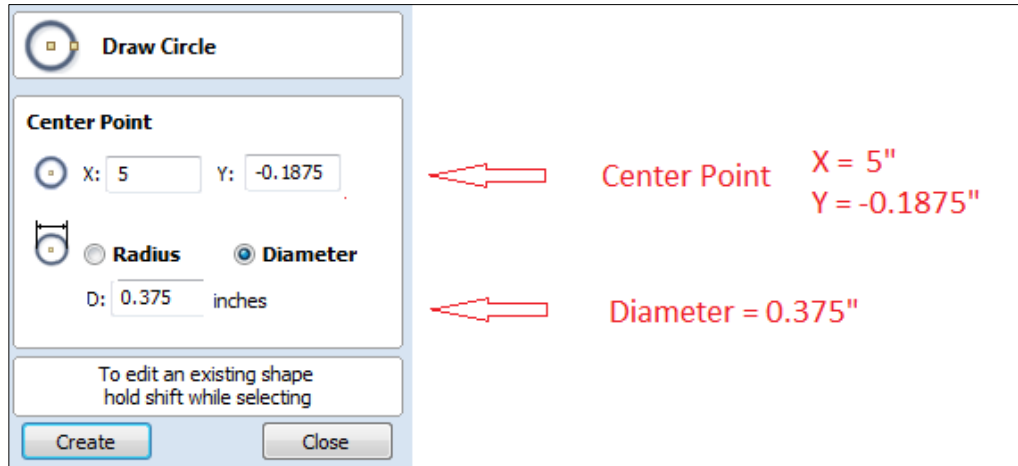 Draw Circle
Center Point
X: 5 Y: -0.1875
Center Point X = 5"
Y = -0.1875"
Radius Diameter
D: 0.375 inches
Diameter = 0.375"
To edit an existing shape
hold shift while selecting
Create Close